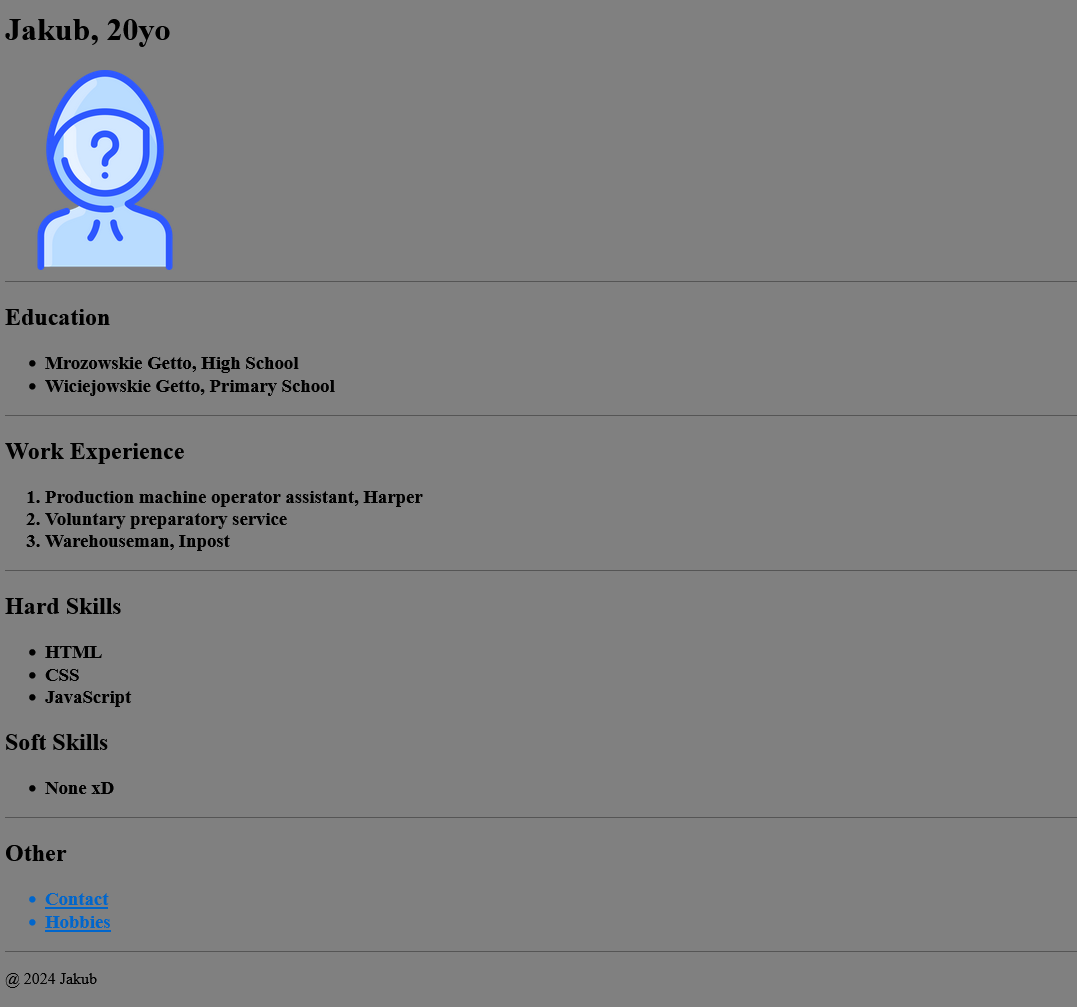 Jakub, 20yo
?
Education
• Mrozowskie Getto, High School
• Wiciejowskie Getto, Primary School
Work Experience
1. Production machine operator assistant, Harper
2. Voluntary preparatory service
3. Warehouseman, Inpost
Hard Skills
• HTML
• CSS
• JavaScript
Soft Skills
• None xD
Other
• Contact
• Hobbies
@ 2024 Jakub